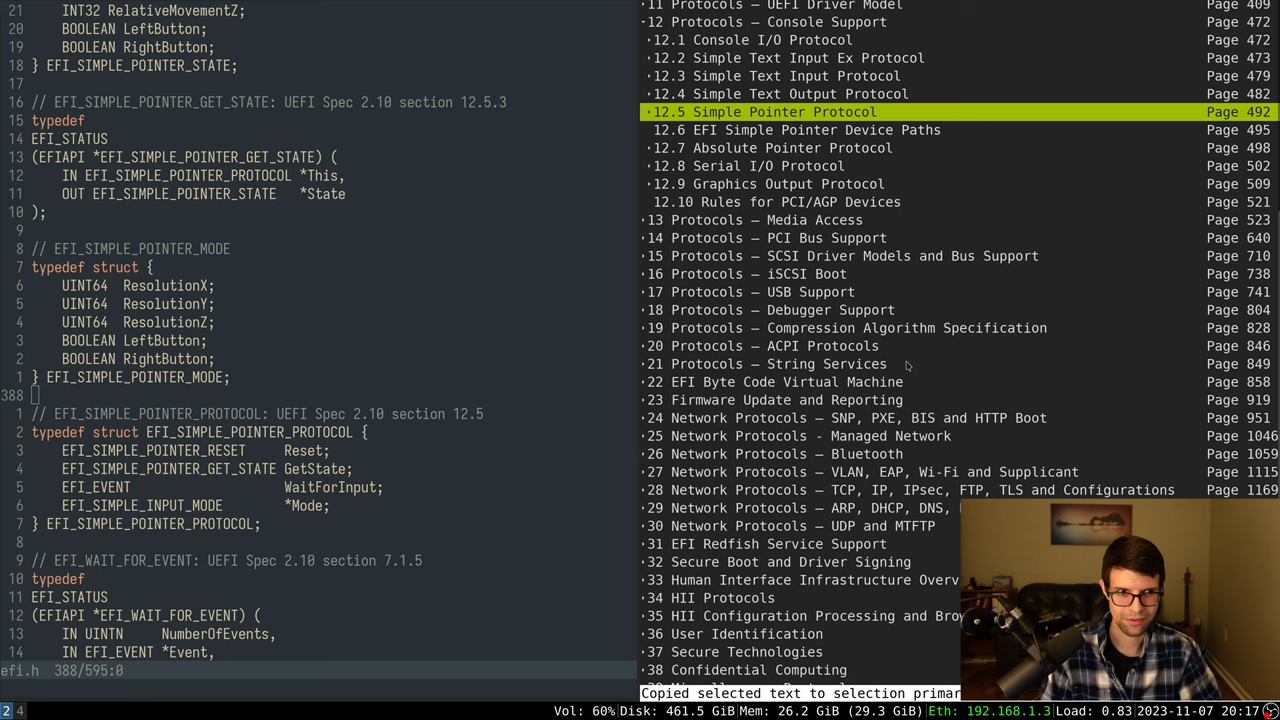 21 INT32 RelativeMovementZ;
20 BOOLEAN LeftButton;
19 BOOLEAN RightButton;
18 } EFI_SIMPLE_POINTER_STATE;
17
16 // EFI_SIMPLE_POINTER_GET_STATE: UEFI Spec 2.10 section 12.5.3
15 typedef
14 EFI_STATUS
13 (EFIAPI *EFI_SIMPLE_POINTER_GET_STATE) (
12 IN EFI_SIMPLE_POINTER_PROTOCOL *This,
11 OUT EFI_SIMPLE_POINTER_STATE *State
10 );
9
8 // EFI_SIMPLE_POINTER_MODE
7 typedef struct {
6 UINT64 ResolutionX;
5 UINT64 ResolutionY;
4 UINT64 ResolutionZ;
3 BOOLEAN LeftButton;
2 BOOLEAN RightButton;
1 } EFI_SIMPLE_POINTER_MODE;
388
1 // EFI_SIMPLE_POINTER_PROTOCOL: UEFI Spec 2.10 section 12.5
2 typedef struct EFI_SIMPLE_POINTER_PROTOCOL {
3 EFI_SIMPLE_POINTER_RESET Reset;
4 EFI_SIMPLE_POINTER_GET_STATE GetState;
5 EFI_EVENT WaitForInput;
6 EFI_SIMPLE_INPUT_MODE *Mode;
7 } EFI_SIMPLE_POINTER_PROTOCOL;
8
9 // EFI_WAIT_FOR_EVENT: UEFI Spec 2.10 section 7.1.5
10 typedef
11 EFI_STATUS
12 (EFIAPI *EFI_WAIT_FOR_EVENT) (
13 IN UINTN NumberOfEvents,
14 IN EFI_EVENT *Event,
efi.h 388/595:0
11 Protocols — UEFI Driver Model Page 409
12 Protocols — Console Support Page 472
12.1 Console I/O Protocol Page 472
12.2 Simple Text Input Ex Protocol Page 473
12.3 Simple Text Input Protocol Page 479
12.4 Simple Text Output Protocol Page 482
12.5 Simple Pointer Protocol Page 492
12.6 EFI Simple Pointer Device Paths Page 495
12.7 Absolute Pointer Protocol Page 498
12.8 Serial I/O Protocol Page 502
12.9 Graphics Output Protocol Page 509
12.10 Rules for PCI/AGP Devices Page 521
13 Protocols — Media Access Page 523
14 Protocols — PCI Bus Support Page 640
15 Protocols — SCSI Driver Models and Bus Support Page 710
16 Protocols — iSCSI Boot Page 738
17 Protocols — USB Support Page 741
18 Protocols — Debugger Support Page 804
19 Protocols — Compression Algorithm Specification Page 828
20 Protocols — ACPI Protocols Page 846
21 Protocols — String Services Page 849
22 EFI Byte Code Virtual Machine Page 858
23 Firmware Update and Reporting Page 919
24 Network Protocols — SNP, PXE, BIS and HTTP Boot Page 951
25 Network Protocols - Managed Network Page 1046
26 Network Protocols — Bluetooth Page 1059
27 Network Protocols — VLAN, EAP, Wi-Fi and Supplicant Page 1115
28 Network Protocols — TCP, IP, IPsec, FTP, TLS and Configurations Page 1169
29 Network Protocols — ARP, DHCP, DNS,
30 Network Protocols — UDP and MTFTP
31 EFI Redfish Service Support
32 Secure Boot and Driver Signing
33 Human Interface Infrastructure Overv
34 HII Protocols
35 HII Configuration Processing and Bro
36 User Identification
37 Secure Technologies
38 Confidential Computing
Copied selected text to selection primar
2 4 Vol: 60% Disk: 461.5 GiB Mem: 26.2 GiB (29.3 GiB) Eth: 192.168.1.3 Load: 0.83 2023-11-07 20:17